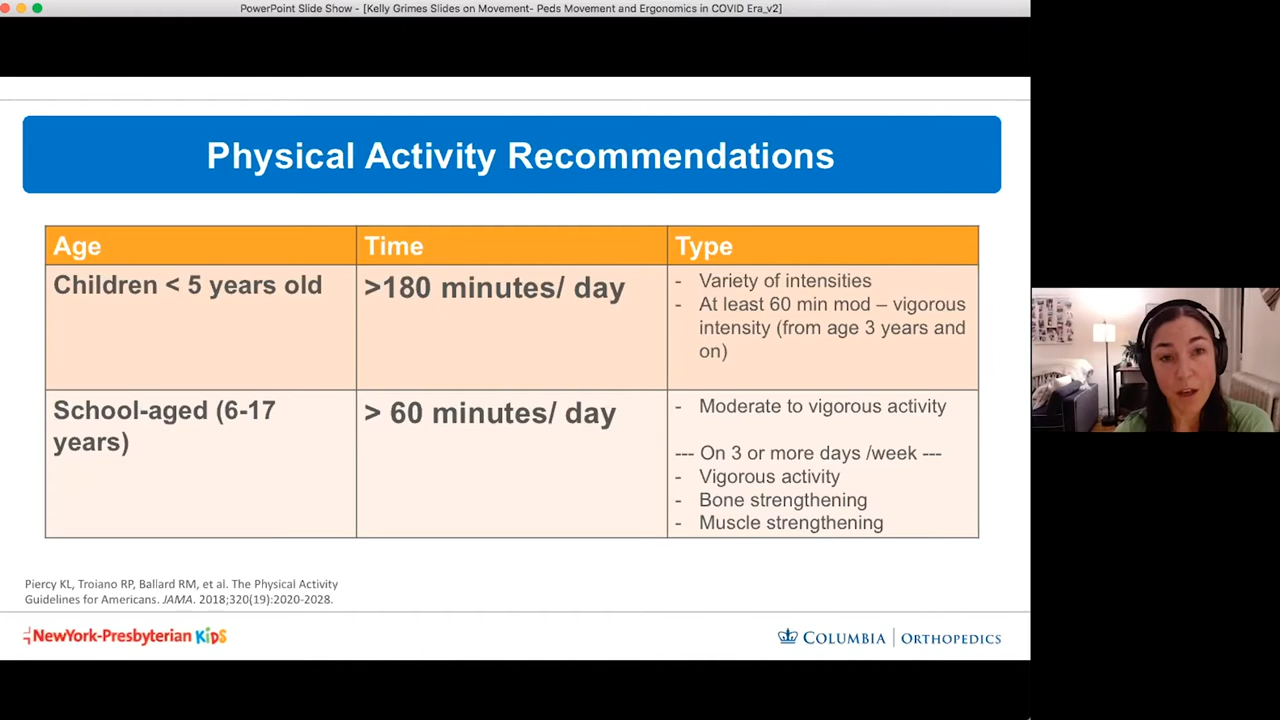 PowerPoint Slide Show - [Kelly Grimes Slides on Movement- Peds Movement and Ergonomics in COVID Era_v2]
Physical Activity Recommendations
Age
Time
Type
Children < 5 years old
>180 minutes/ day
- Variety of intensities
- At least 60 min mod – vigorous
intensity (from age 3 years and
on)
School-aged (6-17
years)
> 60 minutes/ day
- Moderate to vigorous activity
--- On 3 or more days /week ---
- Vigorous activity
- Bone strengthening
- Muscle strengthening
Piercy KL, Troiano RP, Ballard RM, et al. The Physical Activity
Guidelines for Americans. JAMA. 2018;320(19):2020-2028.
NewYork-Presbyterian KiDS
COLUMBIA | ORTHOPEDICS